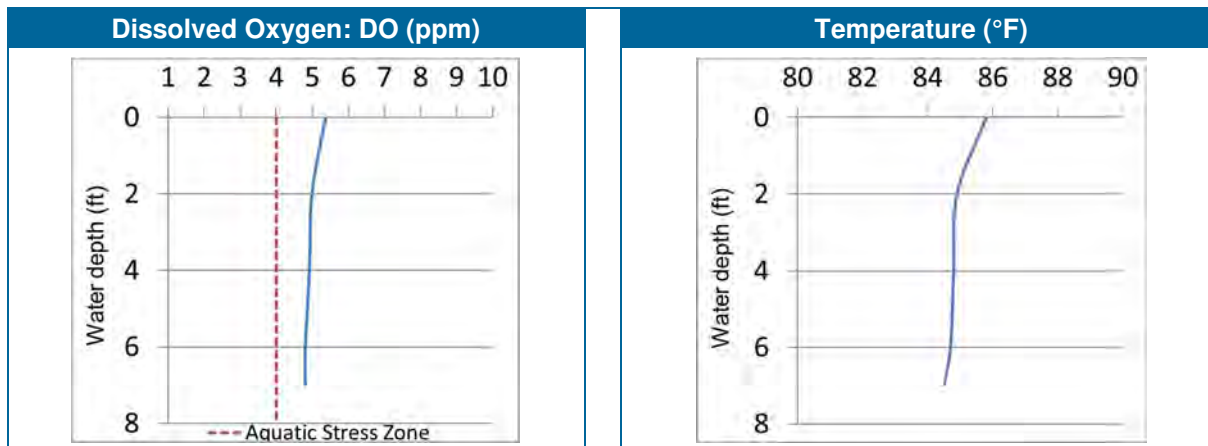 Dissolved Oxygen: DO (ppm)
1 2 3 4 5 6 7 8 9 10
0
2
4
6
8
Water depth (ft)
Aquatic Stress Zone
Temperature (°F)
80 82 84 86 88 90
0
2
4
6
8
Water depth (ft)